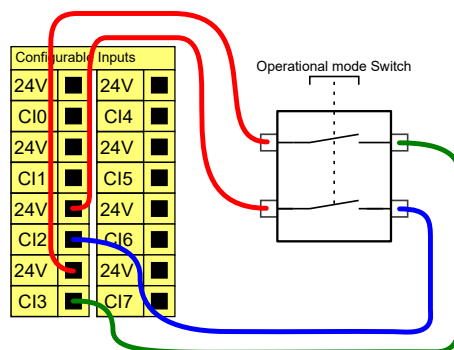 Configurable Inputs
Operational mode Switch
24V 24V
CI0 CI4
24V 24V
CI1 CI5
24V 24V
CI2 CI6
24V 24V
CI3 CI7